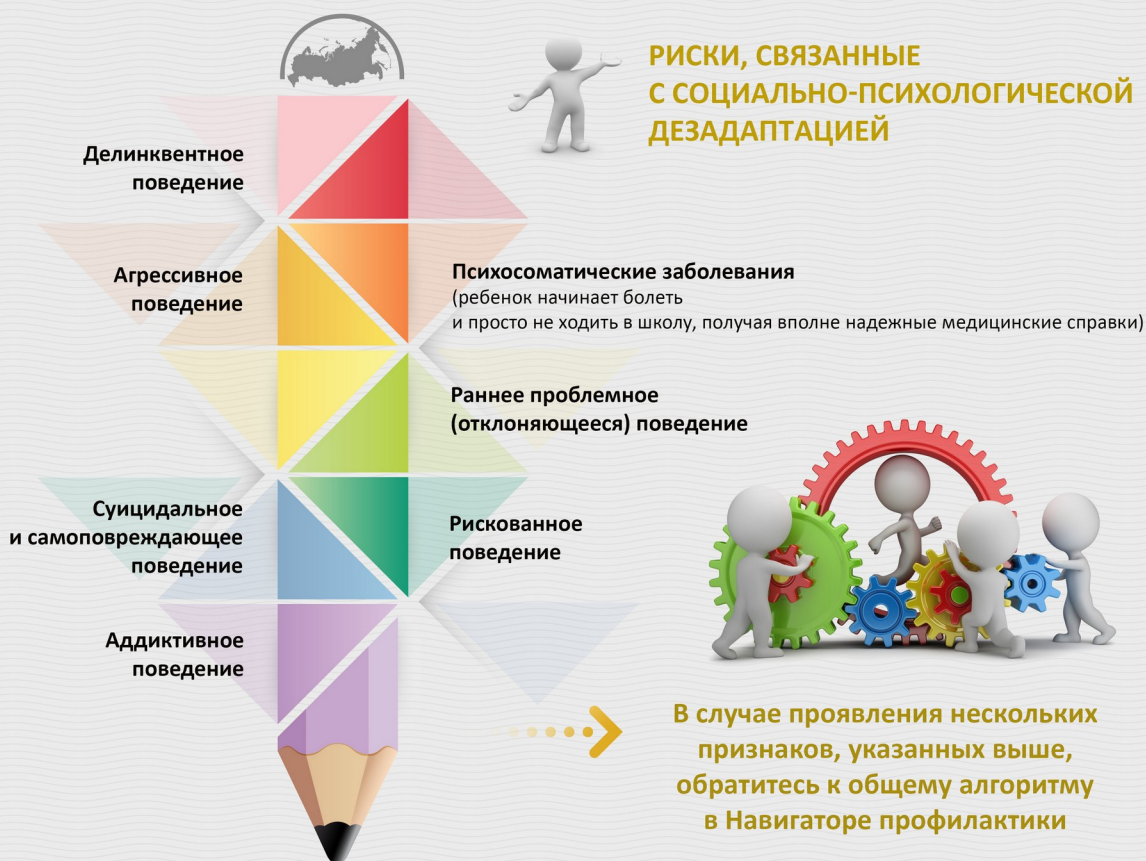 РИСКИ, СВЯЗАННЫЕ
С СОЦИАЛЬНО-ПСИХОЛОГИЧЕСКОЙ
ДЕЗАДАПТАЦИЕЙ
Делинквентное
поведение
Агрессивное
поведение
Психосоматические заболевания
(ребенок начинает болеть
и просто не ходить в школу, получая вполне надежные медицинские справки)
Раннее проблемное
(отклоняющееся) поведение
Суицидальное
и самоповреждающее
поведение
Рискованное
поведение
Аддиктивное
поведение
В случае проявления нескольких
признаков, указанных выше,
обратитесь к общему алгоритму
в Навигаторе профилактики